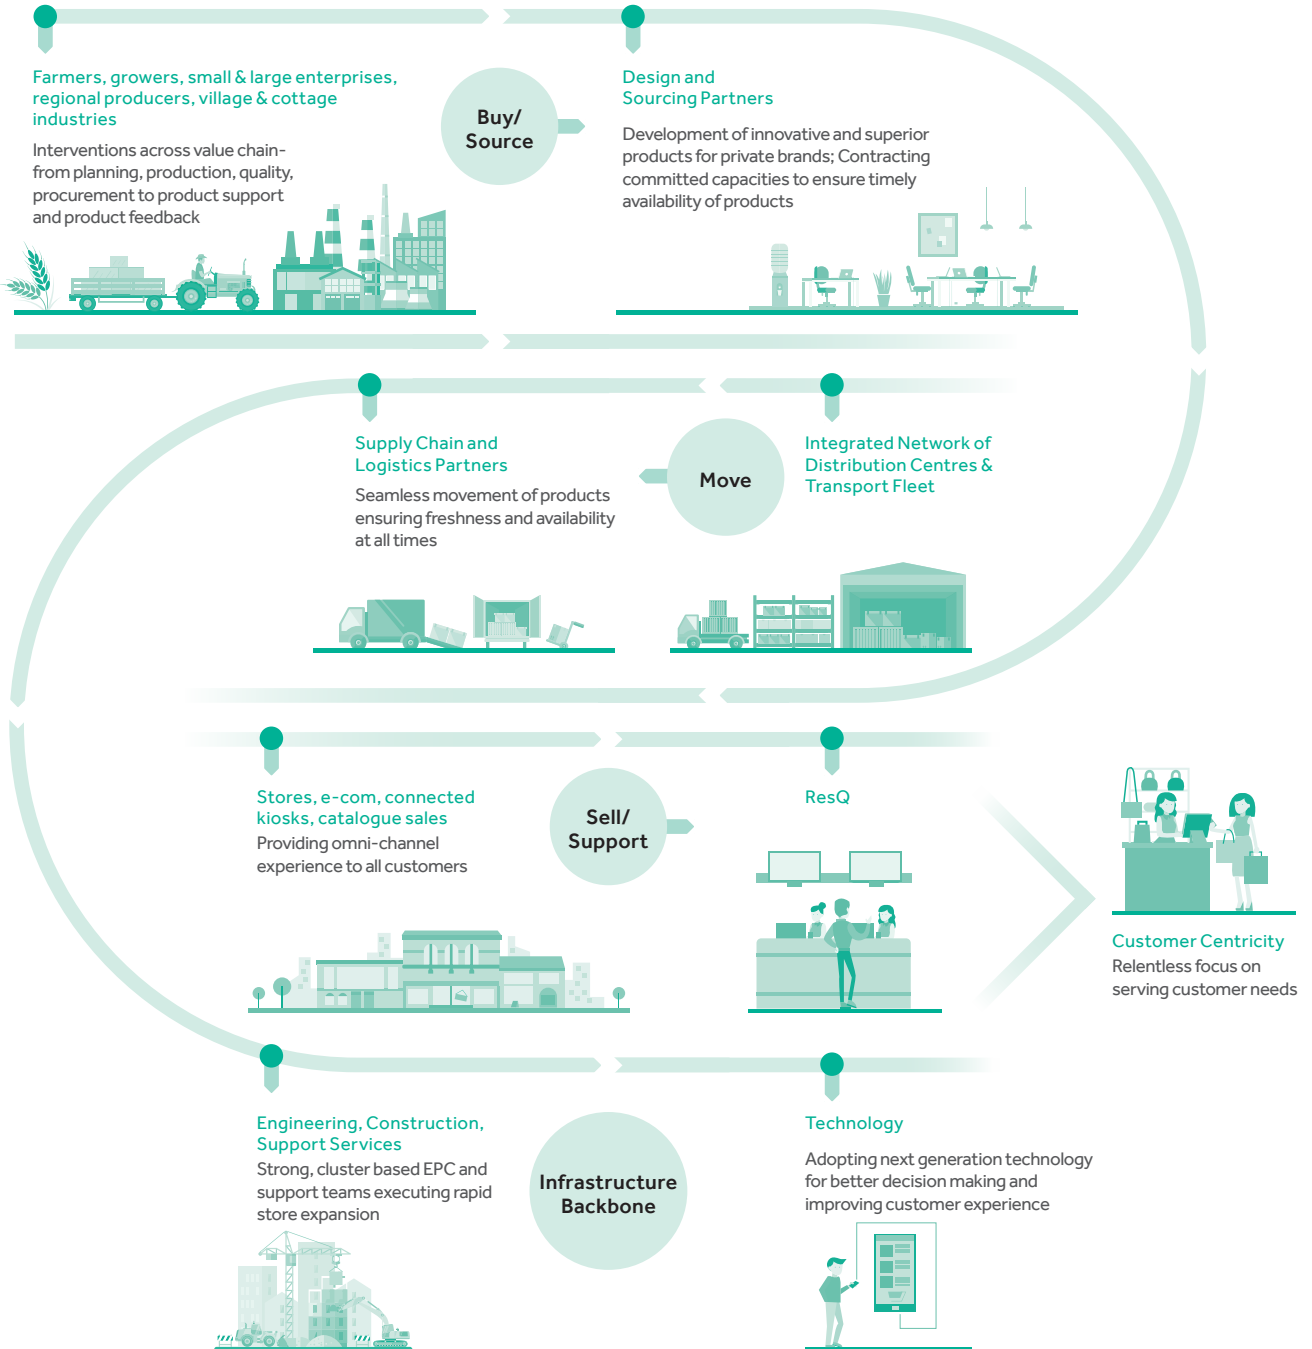 Farmers, growers, small & large enterprises,
regional producers, village & cottage
industries
Interventions across value chain-
from planning, production, quality,
procurement to product support
and product feedback
Buy/
Source
Design and
Sourcing Partners
Development of innovative and superior
products for private brands; Contracting
committed capacities to ensure timely
availability of products
Supply Chain and
Logistics Partners
Seamless movement of products
ensuring freshness and availability
at all times
Move
Integrated Network of
Distribution Centres &
Transport Fleet
Stores, e-com, connected
kiosks, catalogue sales
Providing omni-channel
experience to all customers
Sell/
Support
ResQ
Customer Centricity
Relentless focus on
serving customer needs
Engineering, Construction,
Support Services
Strong, cluster based EPC and
support teams executing rapid
store expansion
Infrastructure
Backbone
Technology
Adopting next generation technology
for better decision making and
improving customer experience